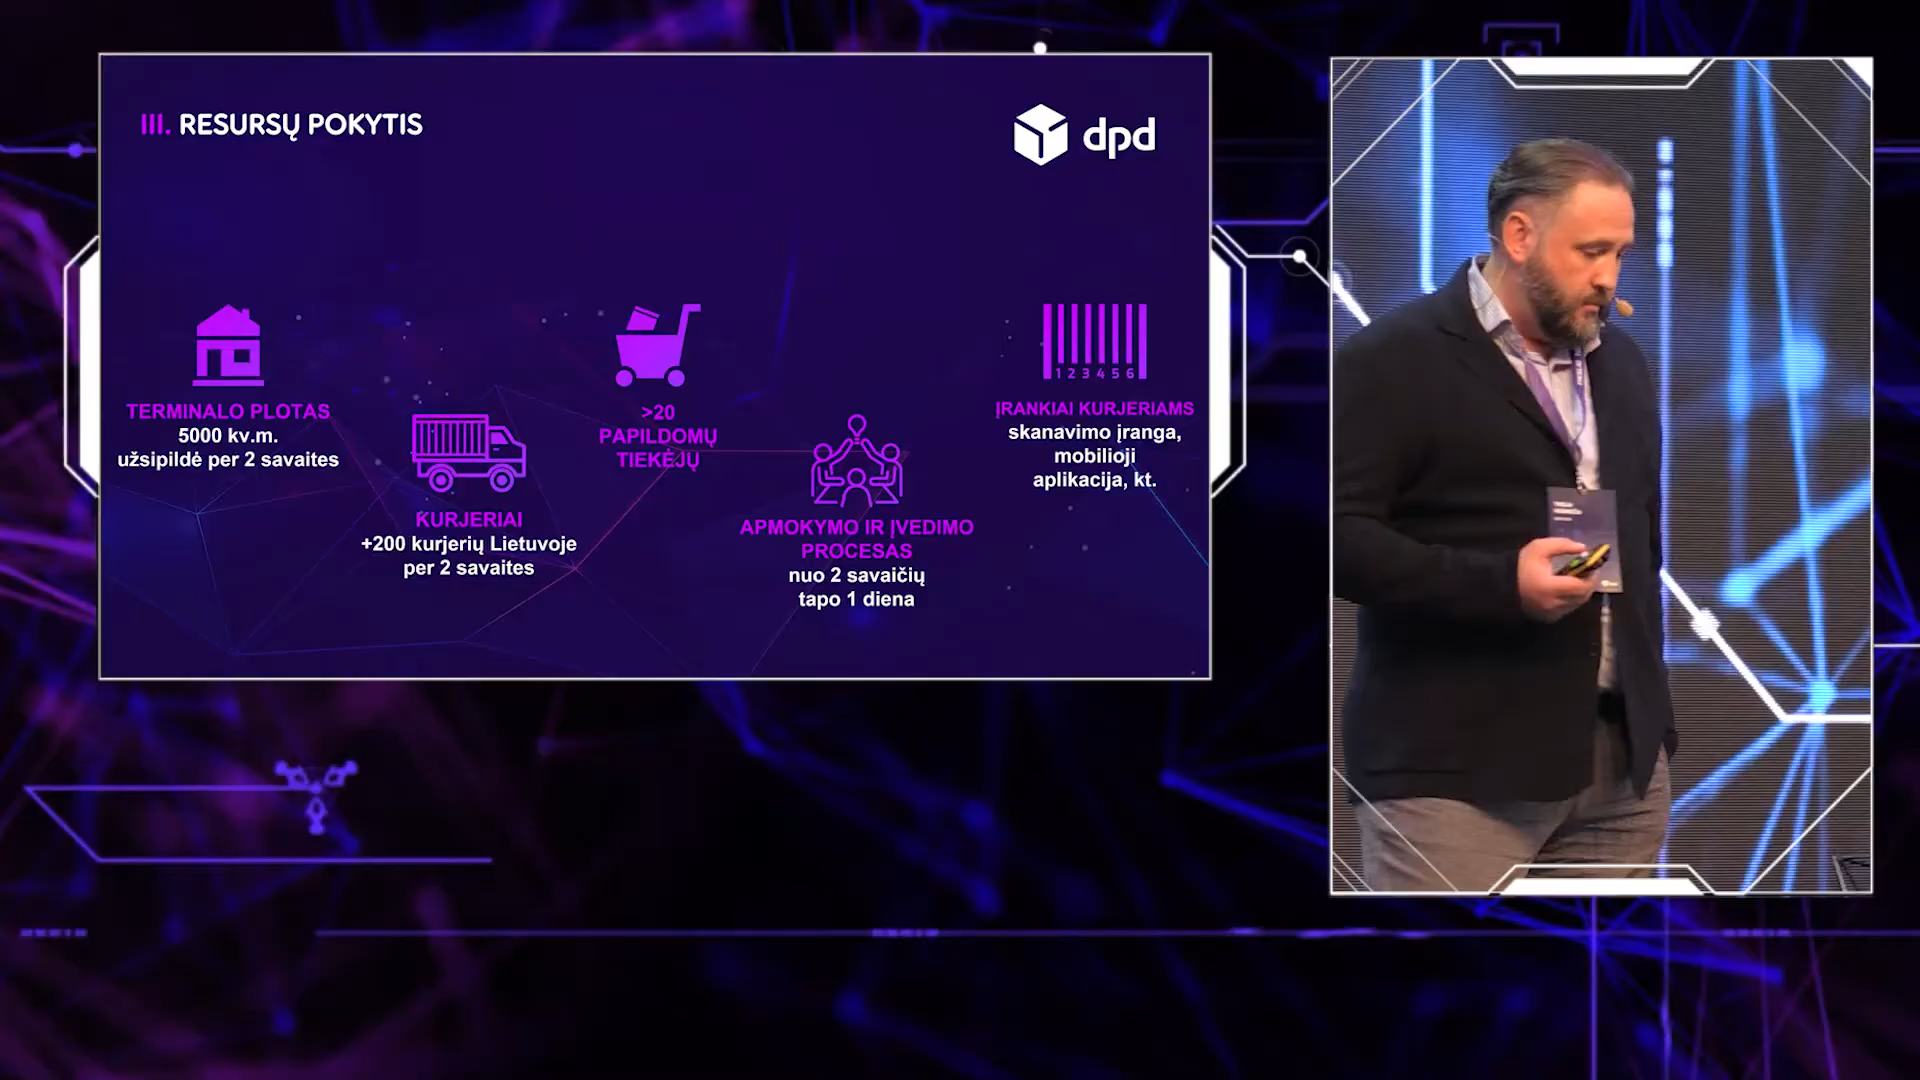 III. RESURSŲ POKYTIS
dpd
TERMINALO PLOTAS
5000 kv.m.
užsipildė per 2 savaites
KURJERIAI
+200 kurjerių Lietuvoje
per 2 savaites
>20
PAPILDOMŲ
TIEKĖJŲ
APMOKYMO IR ĮVEDIMO
PROCESAS
nuo 2 savaičių
tapo 1 diena
123456
ĮRANKIAI KURJERIAMS
skanavimo įranga,
mobilioji
aplikacija, kt.